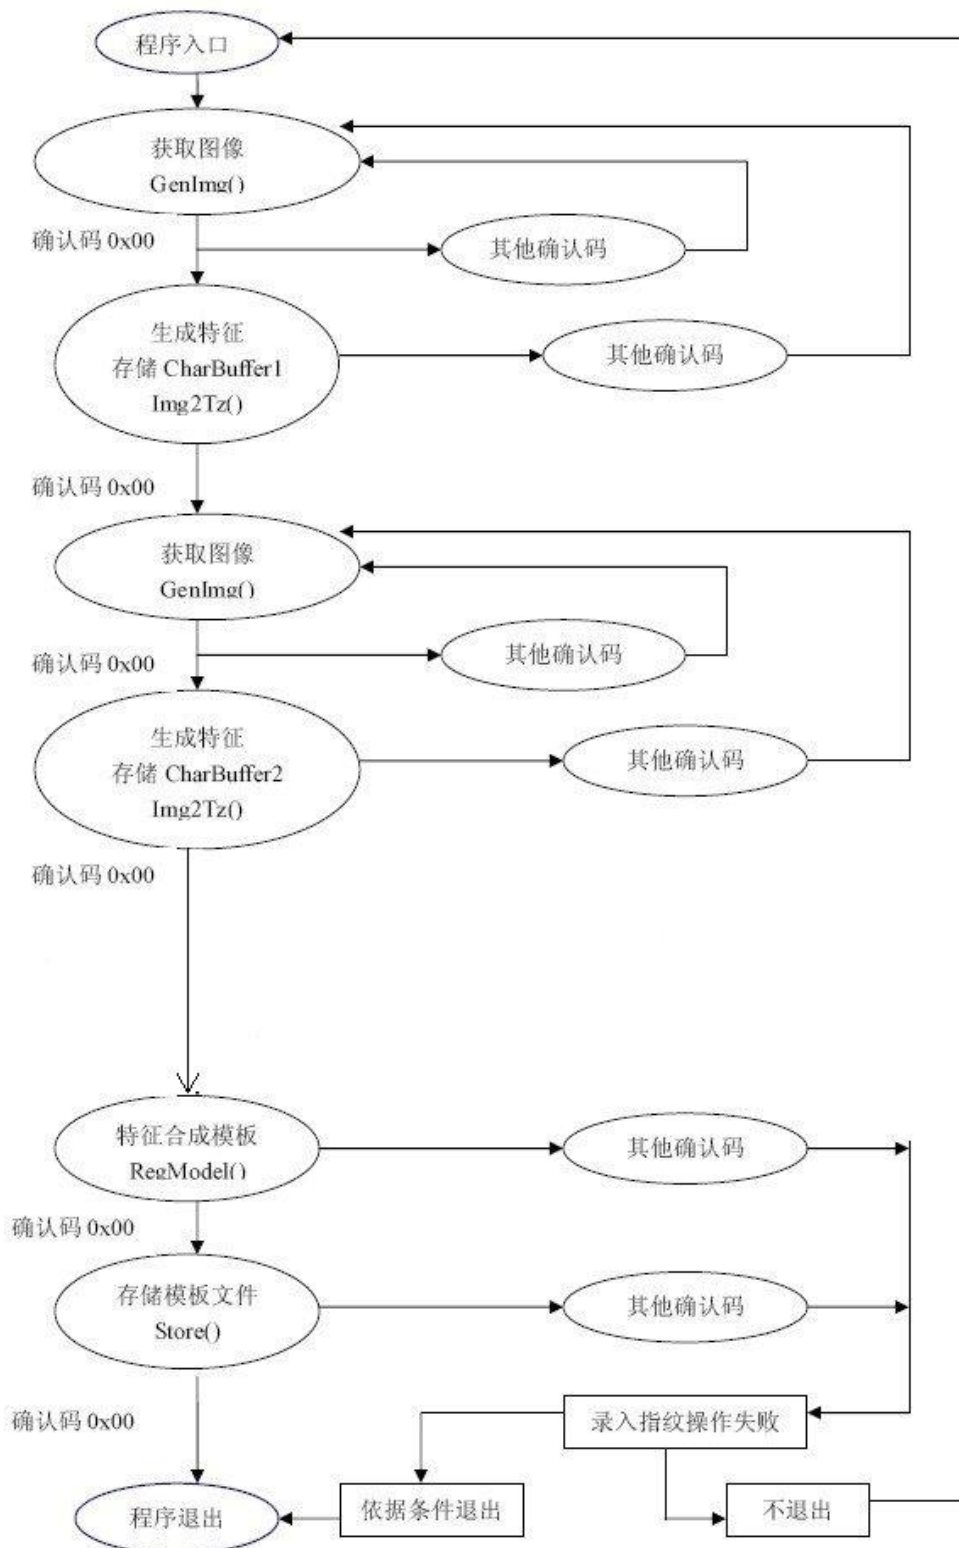 程序入口
获取图像
GenImg()
确认码 0x00
其他确认码
生成特征
存储 CharBuffer1
Img2Tz()
其他确认码
确认码 0x00
获取图像
GenImg()
确认码 0x00
其他确认码
生成特征
存储 CharBuffer2
Img2Tz()
其他确认码
确认码 0x00
特征合成模板
RegModel()
其他确认码
确认码 0x00
存储模板文件
Store()
其他确认码
确认码 0x00
录入指纹操作失败
程序退出
依据条件退出
不退出